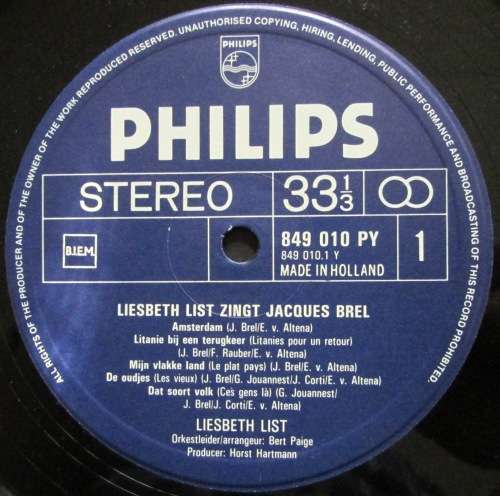 ALL RIGHTS OF THE PRODUCER AND OF THE OWNER OF THE WORK REPRODUCED RESERVED. UNAUTHORISED COPYING, HIRING, LENDING, PUBLIC PERFORMANCE AND BROADCASTING OF THIS RECORD PROHIBITED.
PHILIPS
PHILIPS
STEREO 33 1/3
B.I.E.M.
849 010 PY 1
849 010.1 Y
MADE IN HOLLAND
LIESBETH LIST ZINGT JACQUES BREL
Amsterdam (J. Brel/E. v. Altena)
Litanie bij een terugkeer (Litanies pour un retour)
(J. Brel/F. Rauber/E. v. Altena)
Mijn vlakke land (Le plat pays) (J. Brel/E. v. Altena)
De oudjes (Les vieux) (J. Brel/G. Jouannest/J. Corti/E. v. Altena)
Dat soort volk (Ces gens là) (G. Jouannest/
J. Brel/J. Corti/E. v. Altena)
LIESBETH LIST
Orkestleider/arrangeur: Bert Paige
Producer: Horst Hartmann